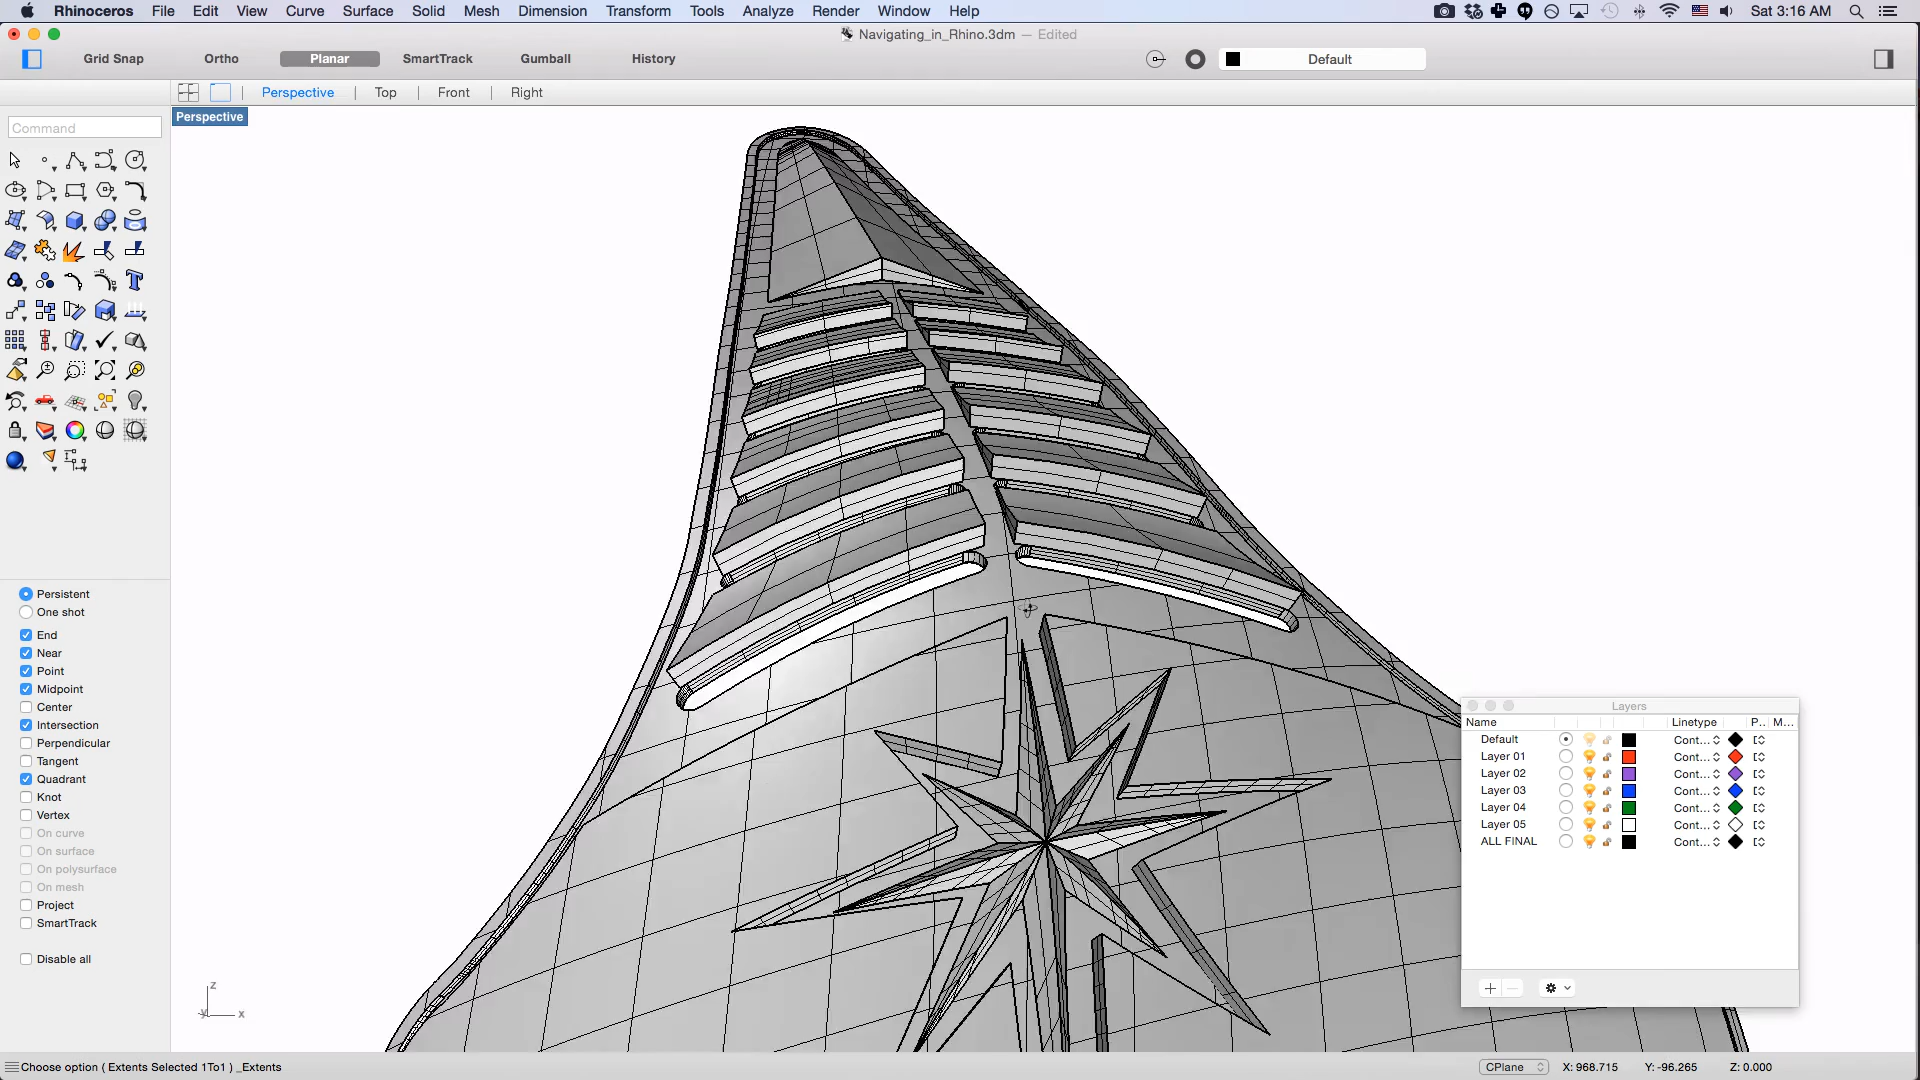 Rhinoceros File Edit View Curve Surface Solid Mesh Dimension Transform Tools Analyze Render Window Help Sat 3:16 AM
Navigating_in_Rhino.3dm — Edited
Grid Snap Ortho Planar SmartTrack Gumball History Default
Perspective | Top | Front | Right
Perspective
Command
Persistent
One shot
End
Near
Point
Midpoint
Center
Intersection
Perpendicular
Tangent
Quadrant
Knot
Vertex
On curve
On surface
On polysurface
On mesh
Project
SmartTrack
Disable all
z
y x
Layers
Name Linetype P... M...
Default Cont...
Layer 01 Cont...
Layer 02 Cont...
Layer 03 Cont...
Layer 04 Cont...
Layer 05 Cont...
ALL FINAL Cont...
Choose option ( Extents Selected 1To1 ) _Extents CPlane X: 968.715 Y: -96.265 Z: 0.000